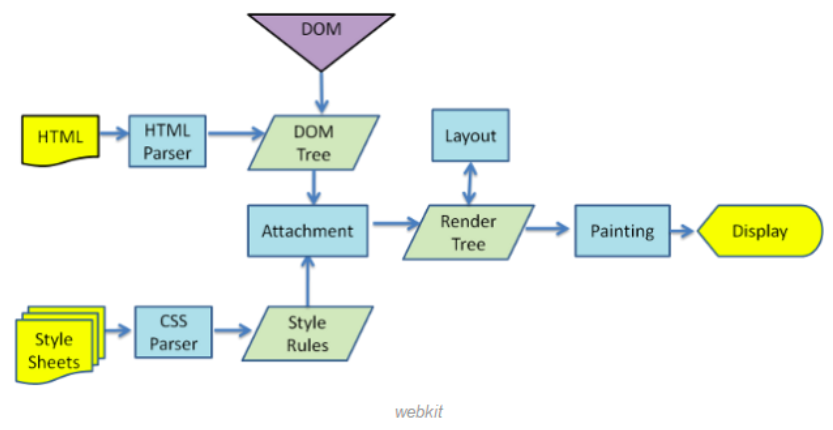 DOM
HTML
HTML
Parser
DOM
Tree
Layout
Attachment
Render
Tree
Painting
Display
Style
Sheets
CSS
Parser
Style
Rules
webkit